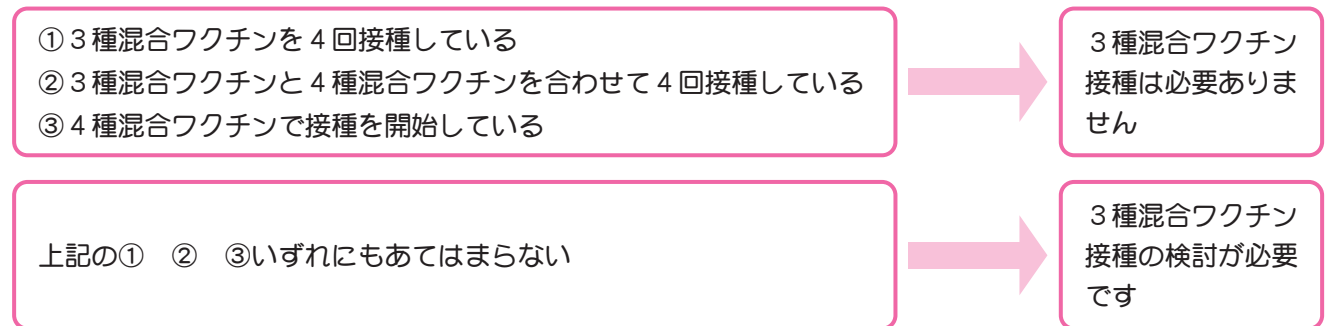 ①３種混合ワクチンを４回接種している
②３種混合ワクチンと４種混合ワクチンを合わせて４回接種している
③４種混合ワクチンで接種を開始している
３種混合ワクチン
接種は必要ありま
せん
上記の①　②　③いずれにもあてはまらない
３種混合ワクチン
接種の検討が必要
です